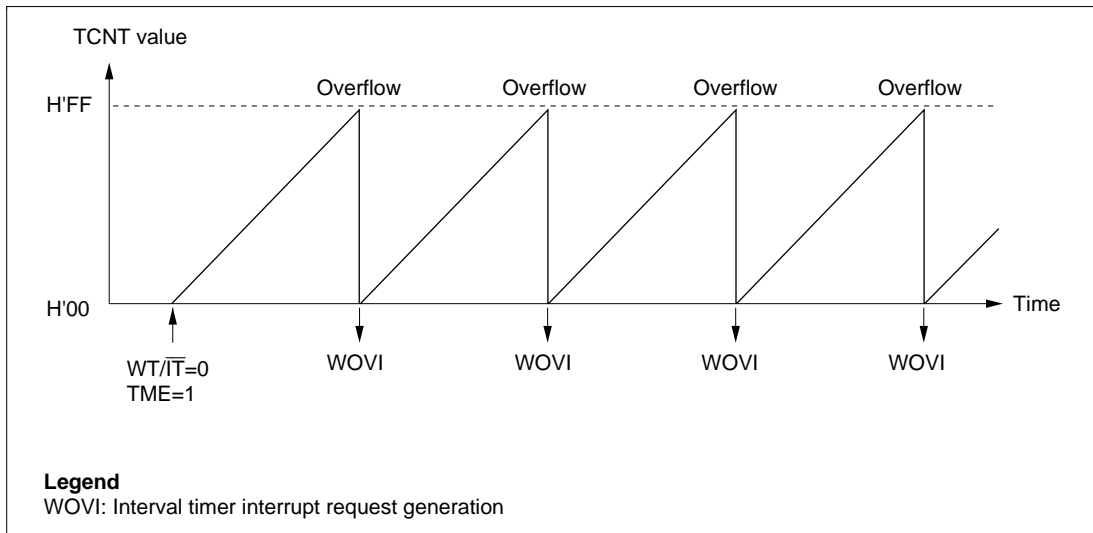 TCNT value
Overflow Overflow Overflow Overflow
H'FF
H'00
Time
WT/I̅T̅=0
TME=1
WOVI WOVI WOVI WOVI
Legend
WOVI: Interval timer interrupt request generation